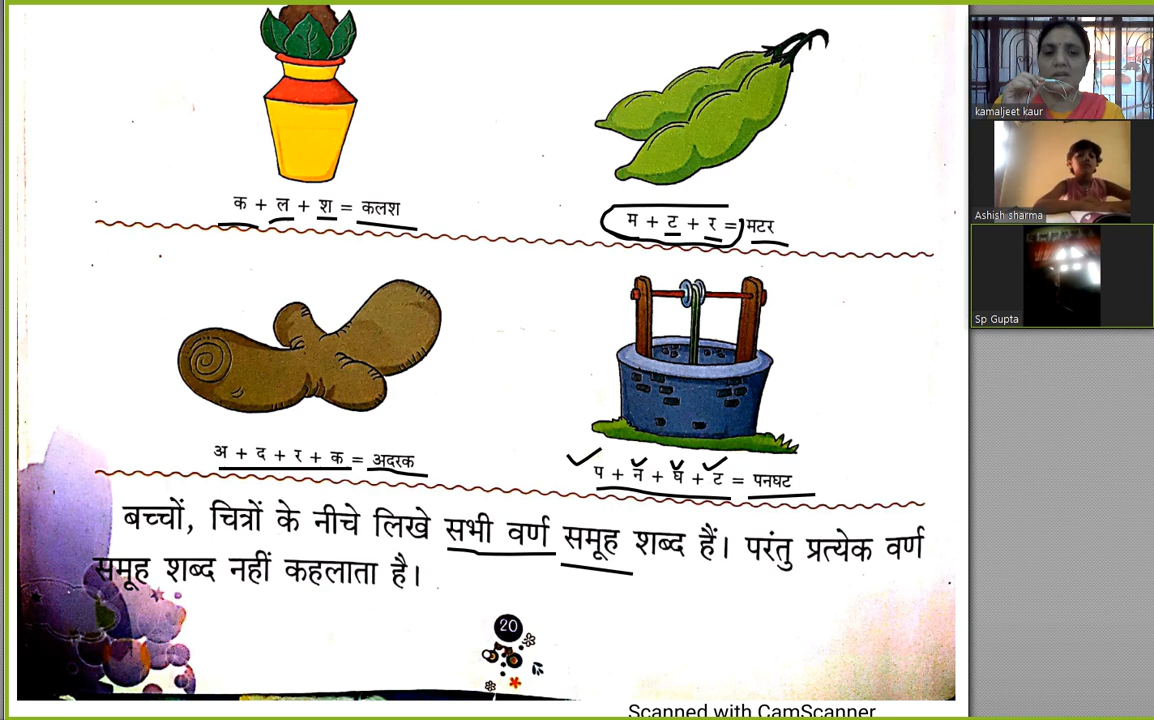 क + ल + श = कलश
म + ट + र = मटर
अ + द + र + क = अदरक
प + न + घ + ट = पनघट
बच्चों, चित्रों के नीचे लिखे सभी वर्ण समूह शब्द हैं। परंतु प्रत्येक वर्ण
समूह शब्द नहीं कहलाता है।
20
Scanned with CamScanner
kamaljeet kaur
Ashish sharma
Sp Gupta